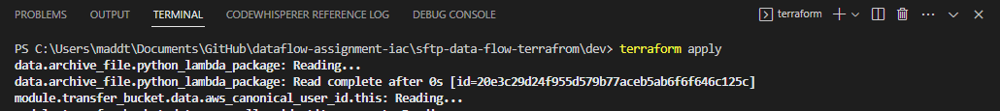 PROBLEMS OUTPUT TERMINAL CODEWHISPERER REFERENCE LOG DEBUG CONSOLE terraform
PS C:\Users\maddt\Documents\GitHub\dataflow-assignment-iac\sftp-data-flow-terrafrom\dev> terraform apply
data.archive_file.python_lambda_package: Reading...
data.archive_file.python_lambda_package: Read complete after 0s [id=20e3c29d24f955d579b77aceb5ab6f6f646c125c]
module.transfer_bucket.data.aws_canonical_user_id.this: Reading...